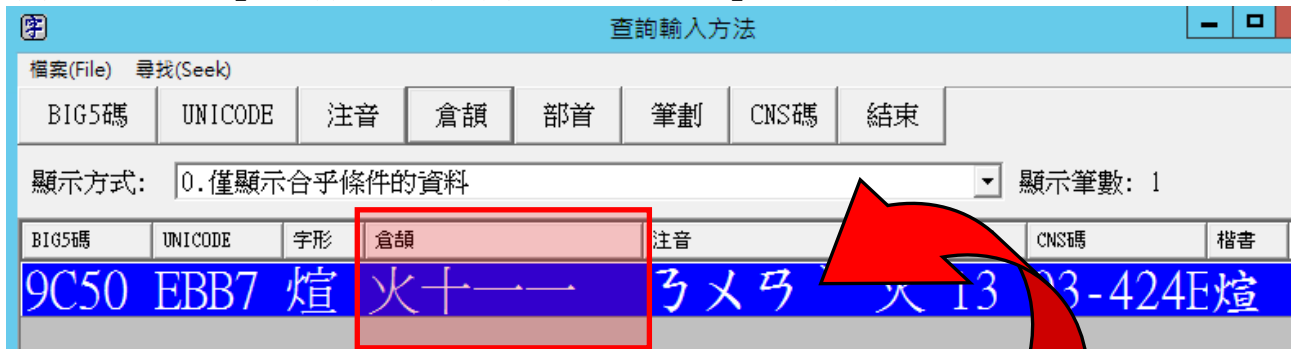 字
查詢輸入方法
檔案(File) 尋找(Seek)
BIG5碼 UNICODE 注音 倉頡 部首 筆劃 CNS碼 結束
顯示方式: 0.僅顯示合乎條件的資料 顯示筆數: 1
BIG5碼 UNICODE 字形 倉頡 注音 CNS碼 楷書
9C50 EBB7 煊 火十一一 ㄋㄨㄢˋ 火 13 03-424E 煊